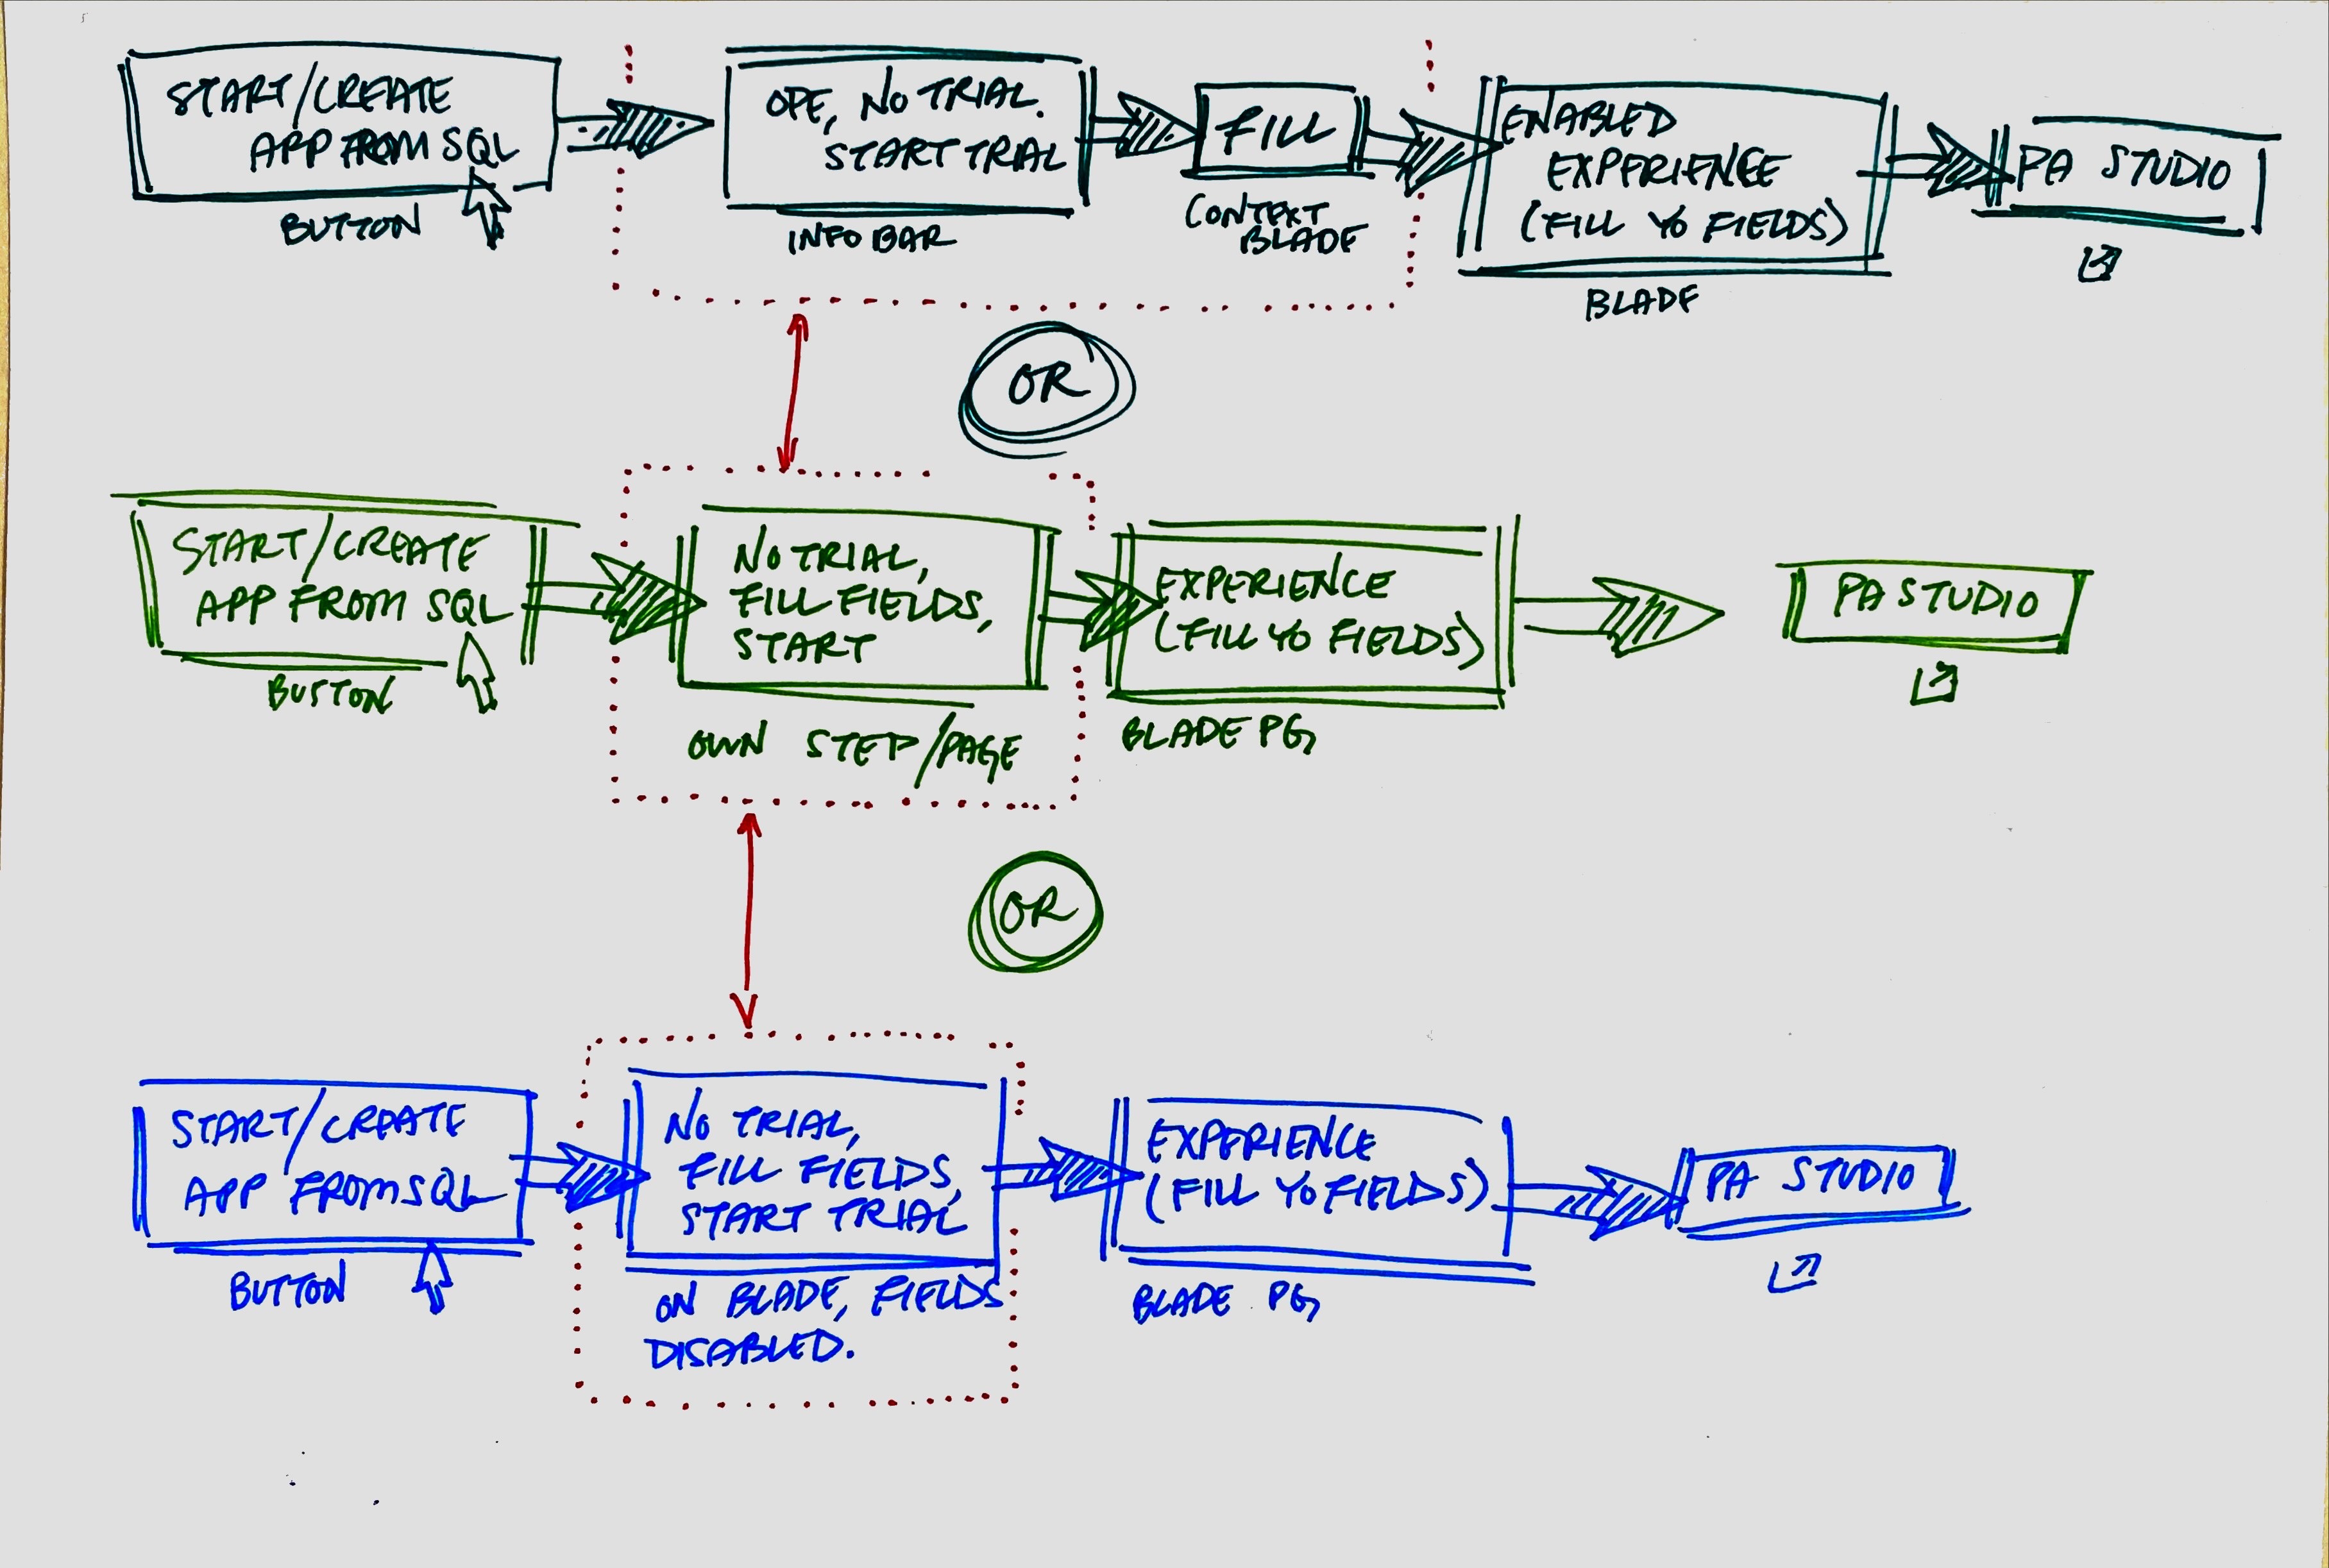 START/CREATE
APP FROM SQL
BUTTON
OPE, NO TRIAL.
START TRIAL
INFO BAR
FILL
CONTEXT
BLADE
ENABLED
EXPERIENCE
(FILL YO FIELDS)
BLADE
PA STUDIO
OR
START/CREATE
APP FROM SQL
BUTTON
NO TRIAL,
FILL FIELDS,
START
OWN STEP/PAGE
EXPERIENCE
(FILL YO FIELDS)
BLADE PG
PA STUDIO
OR
START/CREATE
APP FROM SQL
BUTTON
NO TRIAL,
FILL FIELDS,
START TRIAL
ON BLADE, FIELDS
DISABLED.
EXPERIENCE
(FILL YO FIELDS)
BLADE PG
PA STUDIO